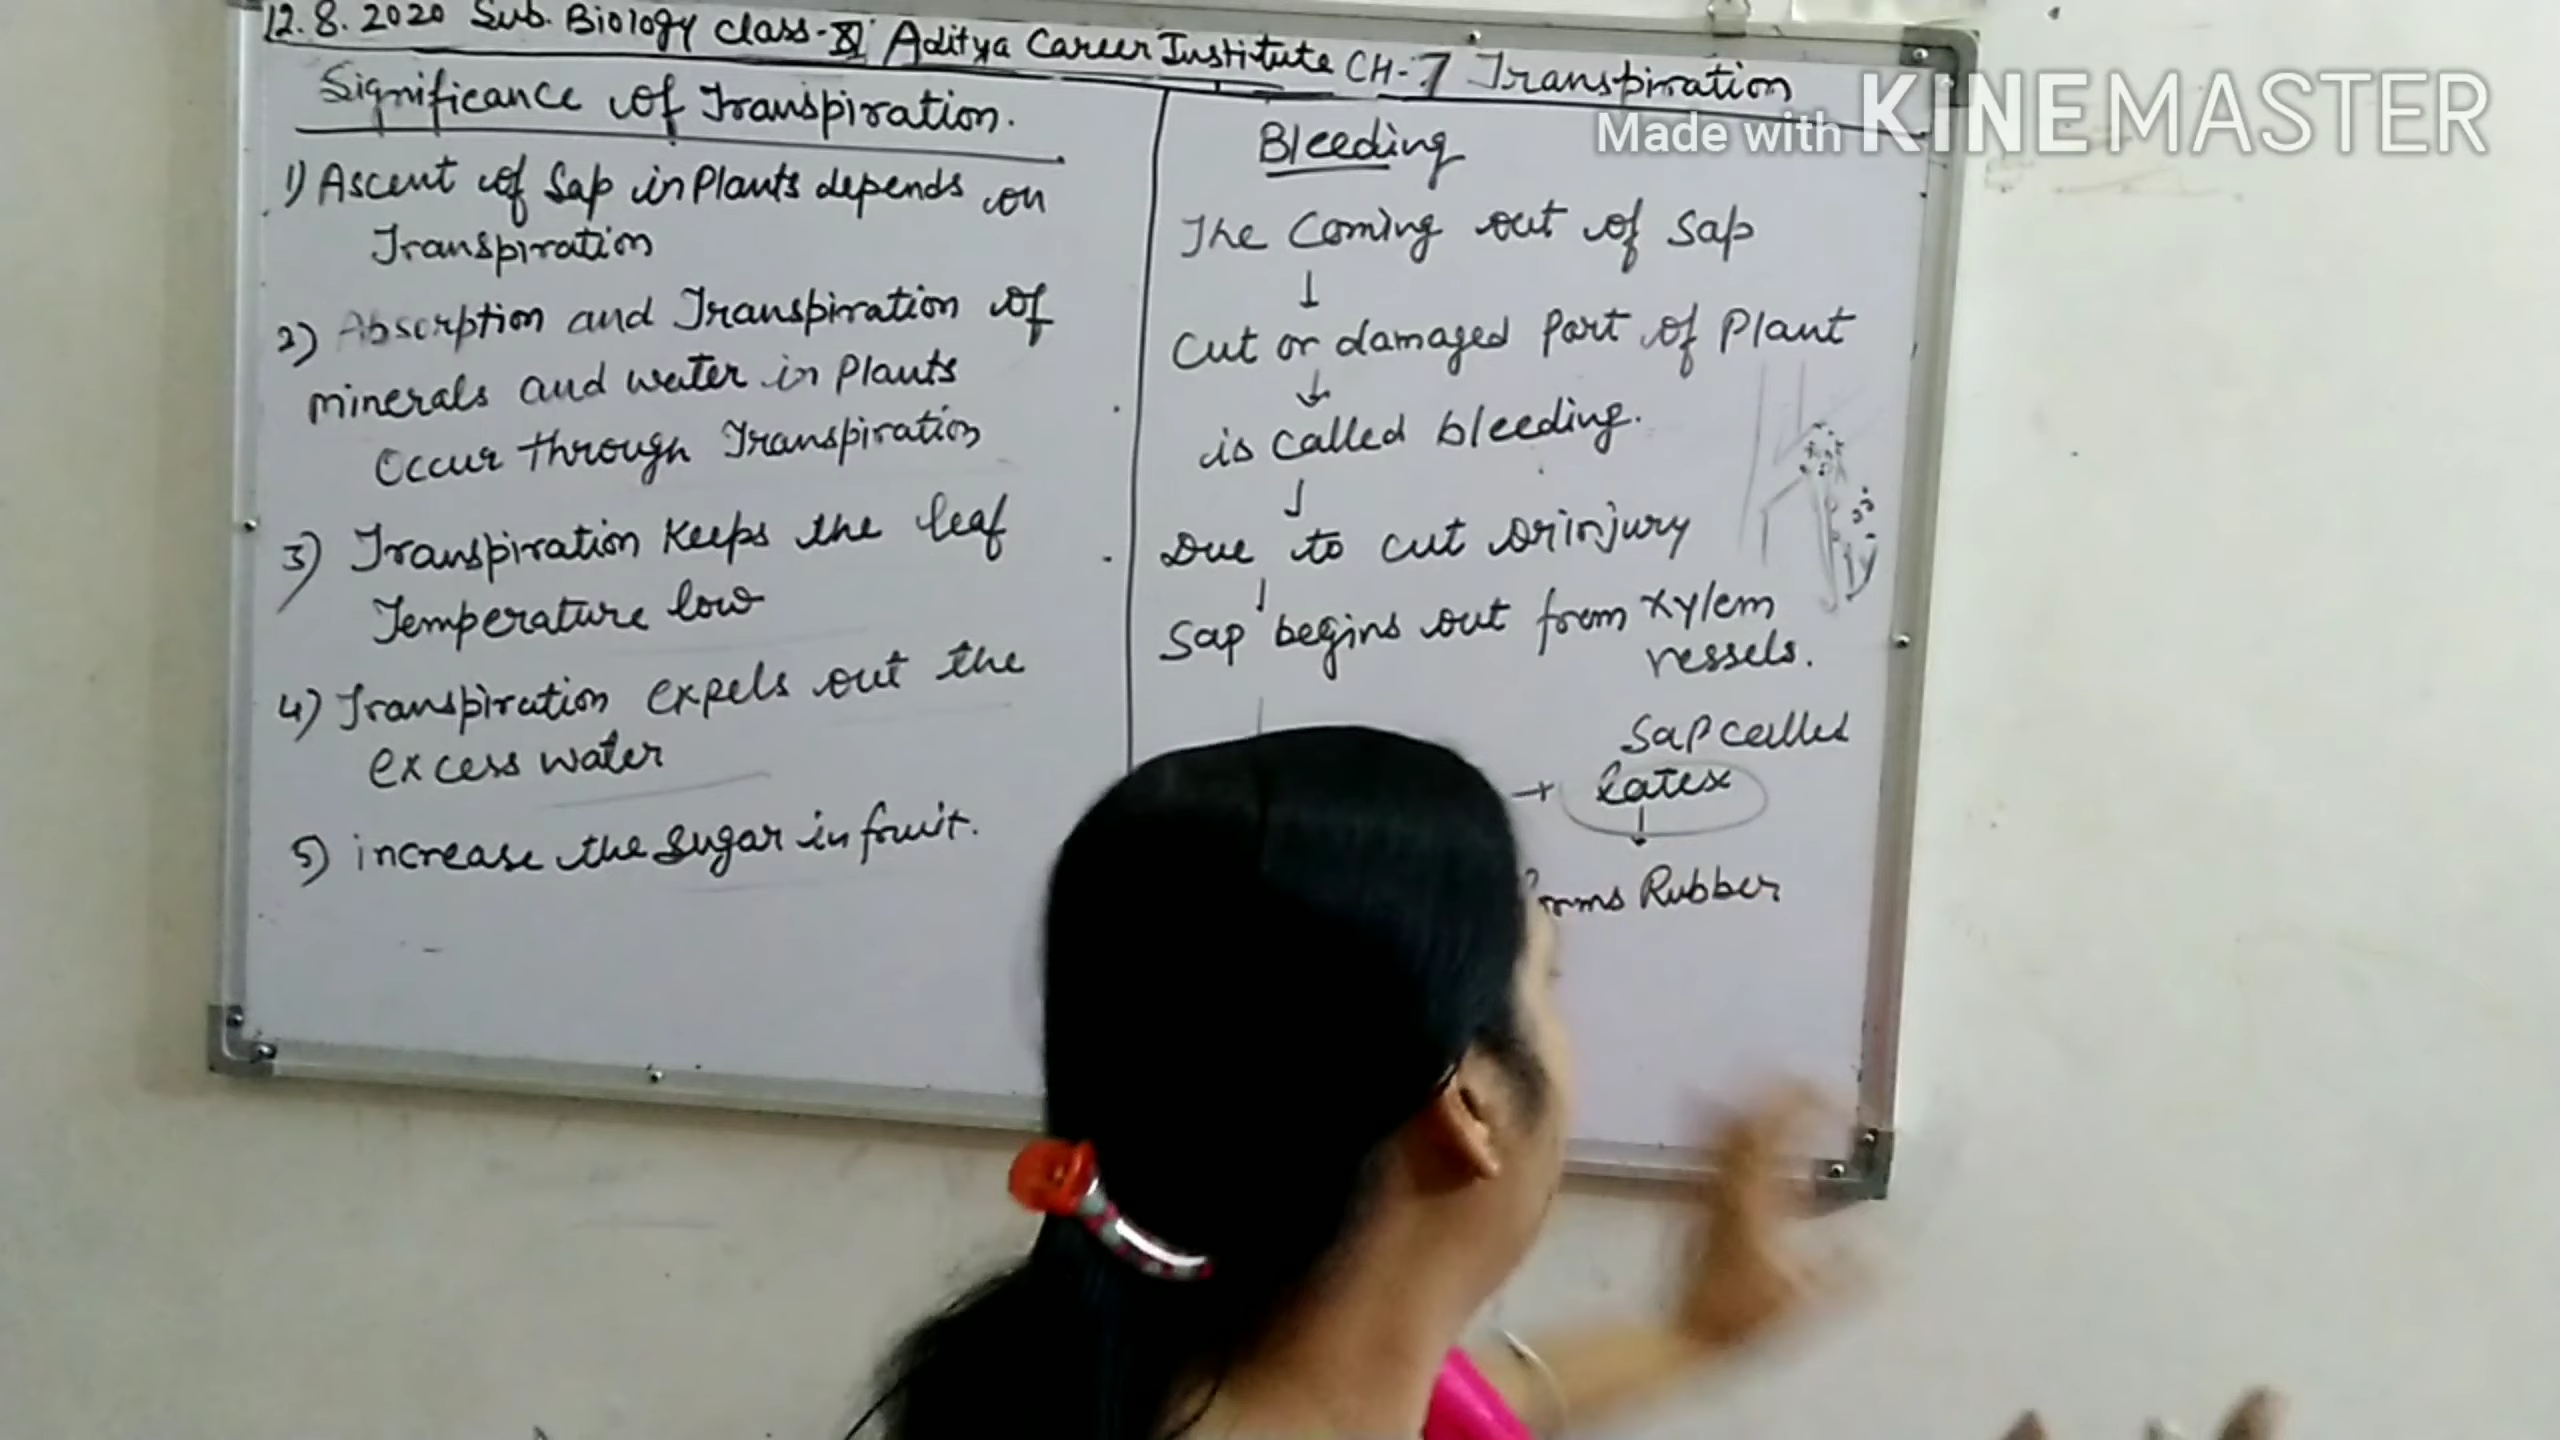 12.8.2020 Sub. Biology class-XI Aditya Career Institute CH-7 Transpiration
Made with KINEMASTER
Significance of Transpiration.
1) Ascent of Sap in Plants depends on
Transpiration
2) Absorption and Transpiration of
minerals and water in Plants
Occur through Transpiration
3) Transpiration Keeps the leaf
Temperature low
4) Transpiration expels out the
excess water
5) increase the Sugar in fruit.
Bleeding
The Coming out of Sap
↓
Cut or damaged Part of Plant
↓
is Called bleeding.
↓
Due to cut or injury
↓
Sap begins out from xylem
vessels.
Sap called
→ latex
↓
forms Rubber